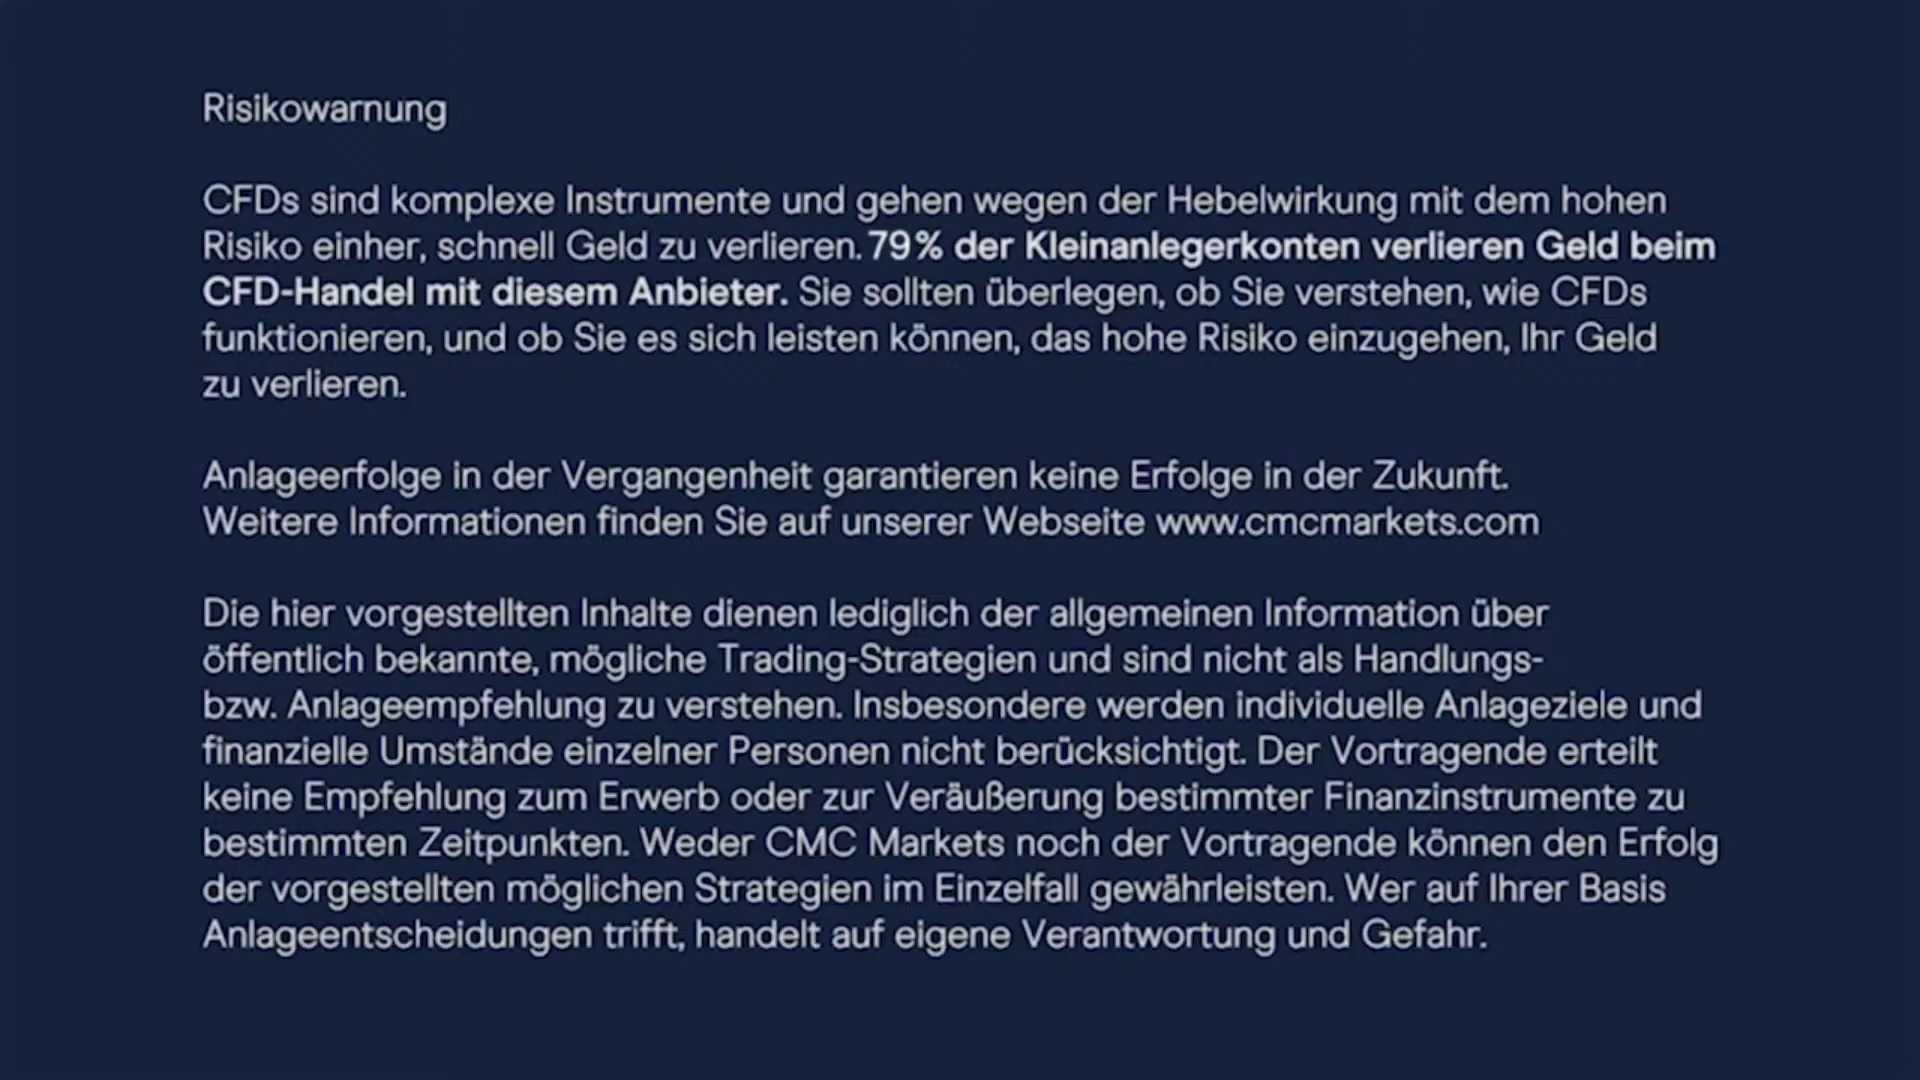 Risikowarnung
CFDs sind komplexe Instrumente und gehen wegen der Hebelwirkung mit dem hohen
Risiko einher, schnell Geld zu verlieren. 79% der Kleinanlegerkonten verlieren Geld beim
CFD-Handel mit diesem Anbieter. Sie sollten überlegen, ob Sie verstehen, wie CFDs
funktionieren, und ob Sie es sich leisten können, das hohe Risiko einzugehen, Ihr Geld
zu verlieren.
Anlageerfolge in der Vergangenheit garantieren keine Erfolge in der Zukunft.
Weitere Informationen finden Sie auf unserer Webseite www.cmcmarkets.com
Die hier vorgestellten Inhalte dienen lediglich der allgemeinen Information über
öffentlich bekannte, mögliche Trading-Strategien und sind nicht als Handlungs-
bzw. Anlageempfehlung zu verstehen. Insbesondere werden individuelle Anlageziele und
finanzielle Umstände einzelner Personen nicht berücksichtigt. Der Vortragende erteilt
keine Empfehlung zum Erwerb oder zur Veräußerung bestimmter Finanzinstrumente zu
bestimmten Zeitpunkten. Weder CMC Markets noch der Vortragende können den Erfolg
der vorgestellten möglichen Strategien im Einzelfall gewährleisten. Wer auf Ihrer Basis
Anlageentscheidungen trifft, handelt auf eigene Verantwortung und Gefahr.